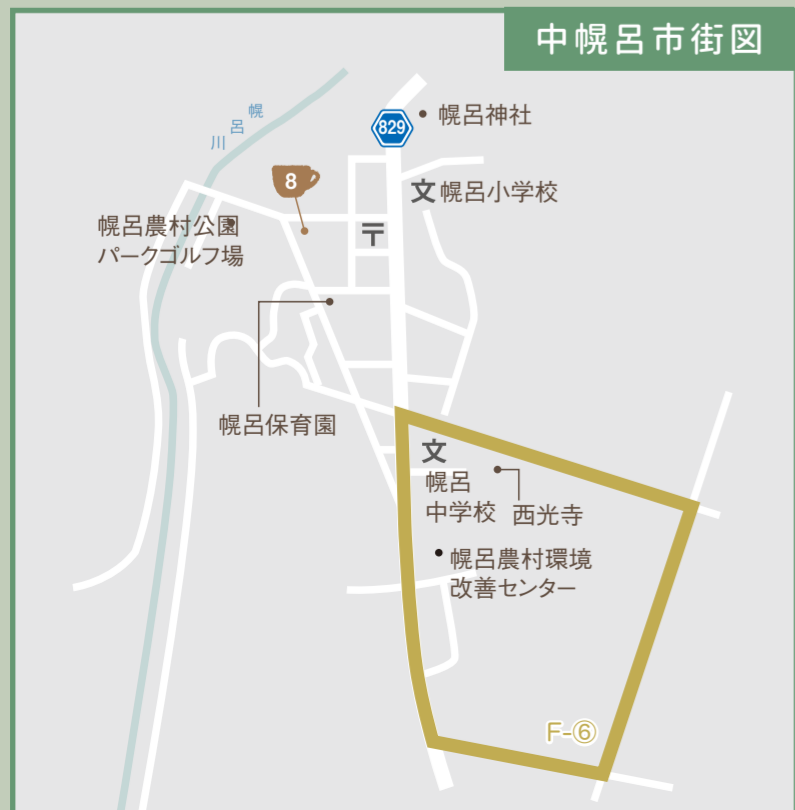 中幌呂市街図
幌呂川
829
幌呂神社
8
文幌呂小学校
幌呂農村公園
パークゴルフ場
〒
幌呂保育園
文
幌呂
中学校
西光寺
幌呂農村環境
改善センター
F-⑥